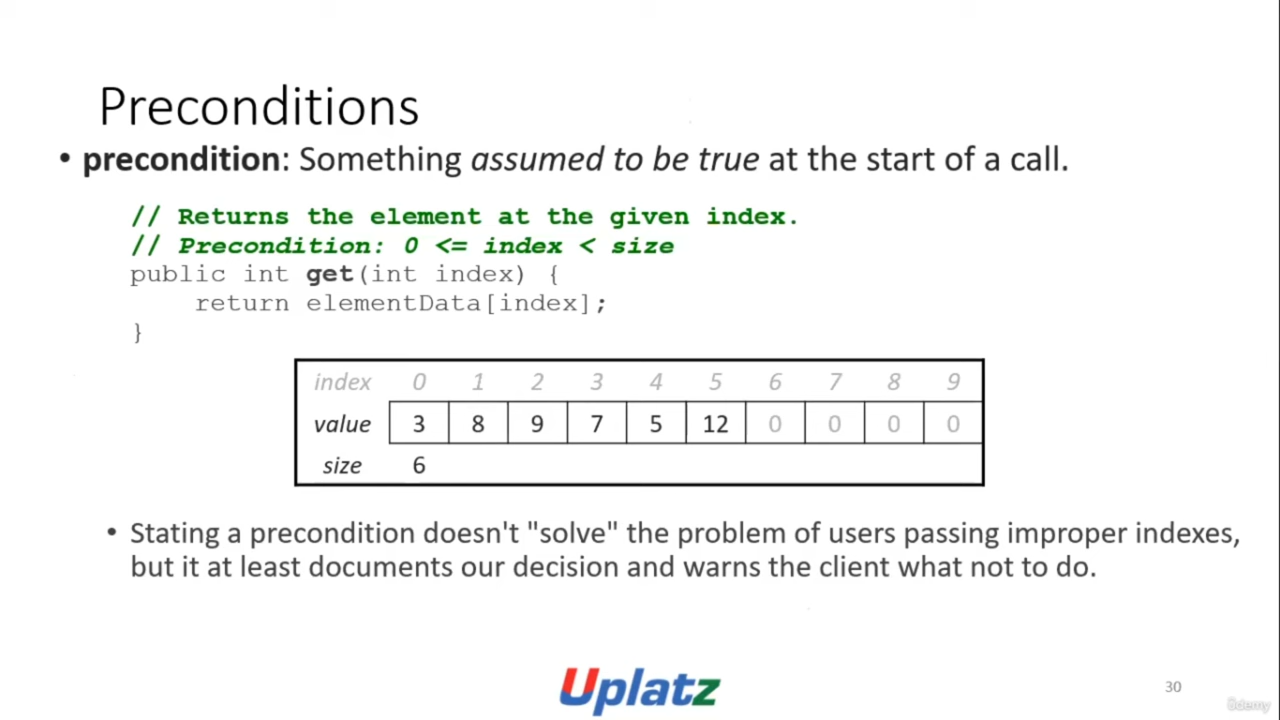 Preconditions
• precondition: Something assumed to be true at the start of a call.
// Returns the element at the given index.
// Precondition: 0 <= index < size
public int get(int index) {
    return elementData[index];
}
index 0 1 2 3 4 5 6 7 8 9
value 3 8 9 7 5 12 0 0 0 0
size 6
• Stating a precondition doesn't "solve" the problem of users passing improper indexes,
but it at least documents our decision and warns the client what not to do.
Uplatz
30
ûdemy